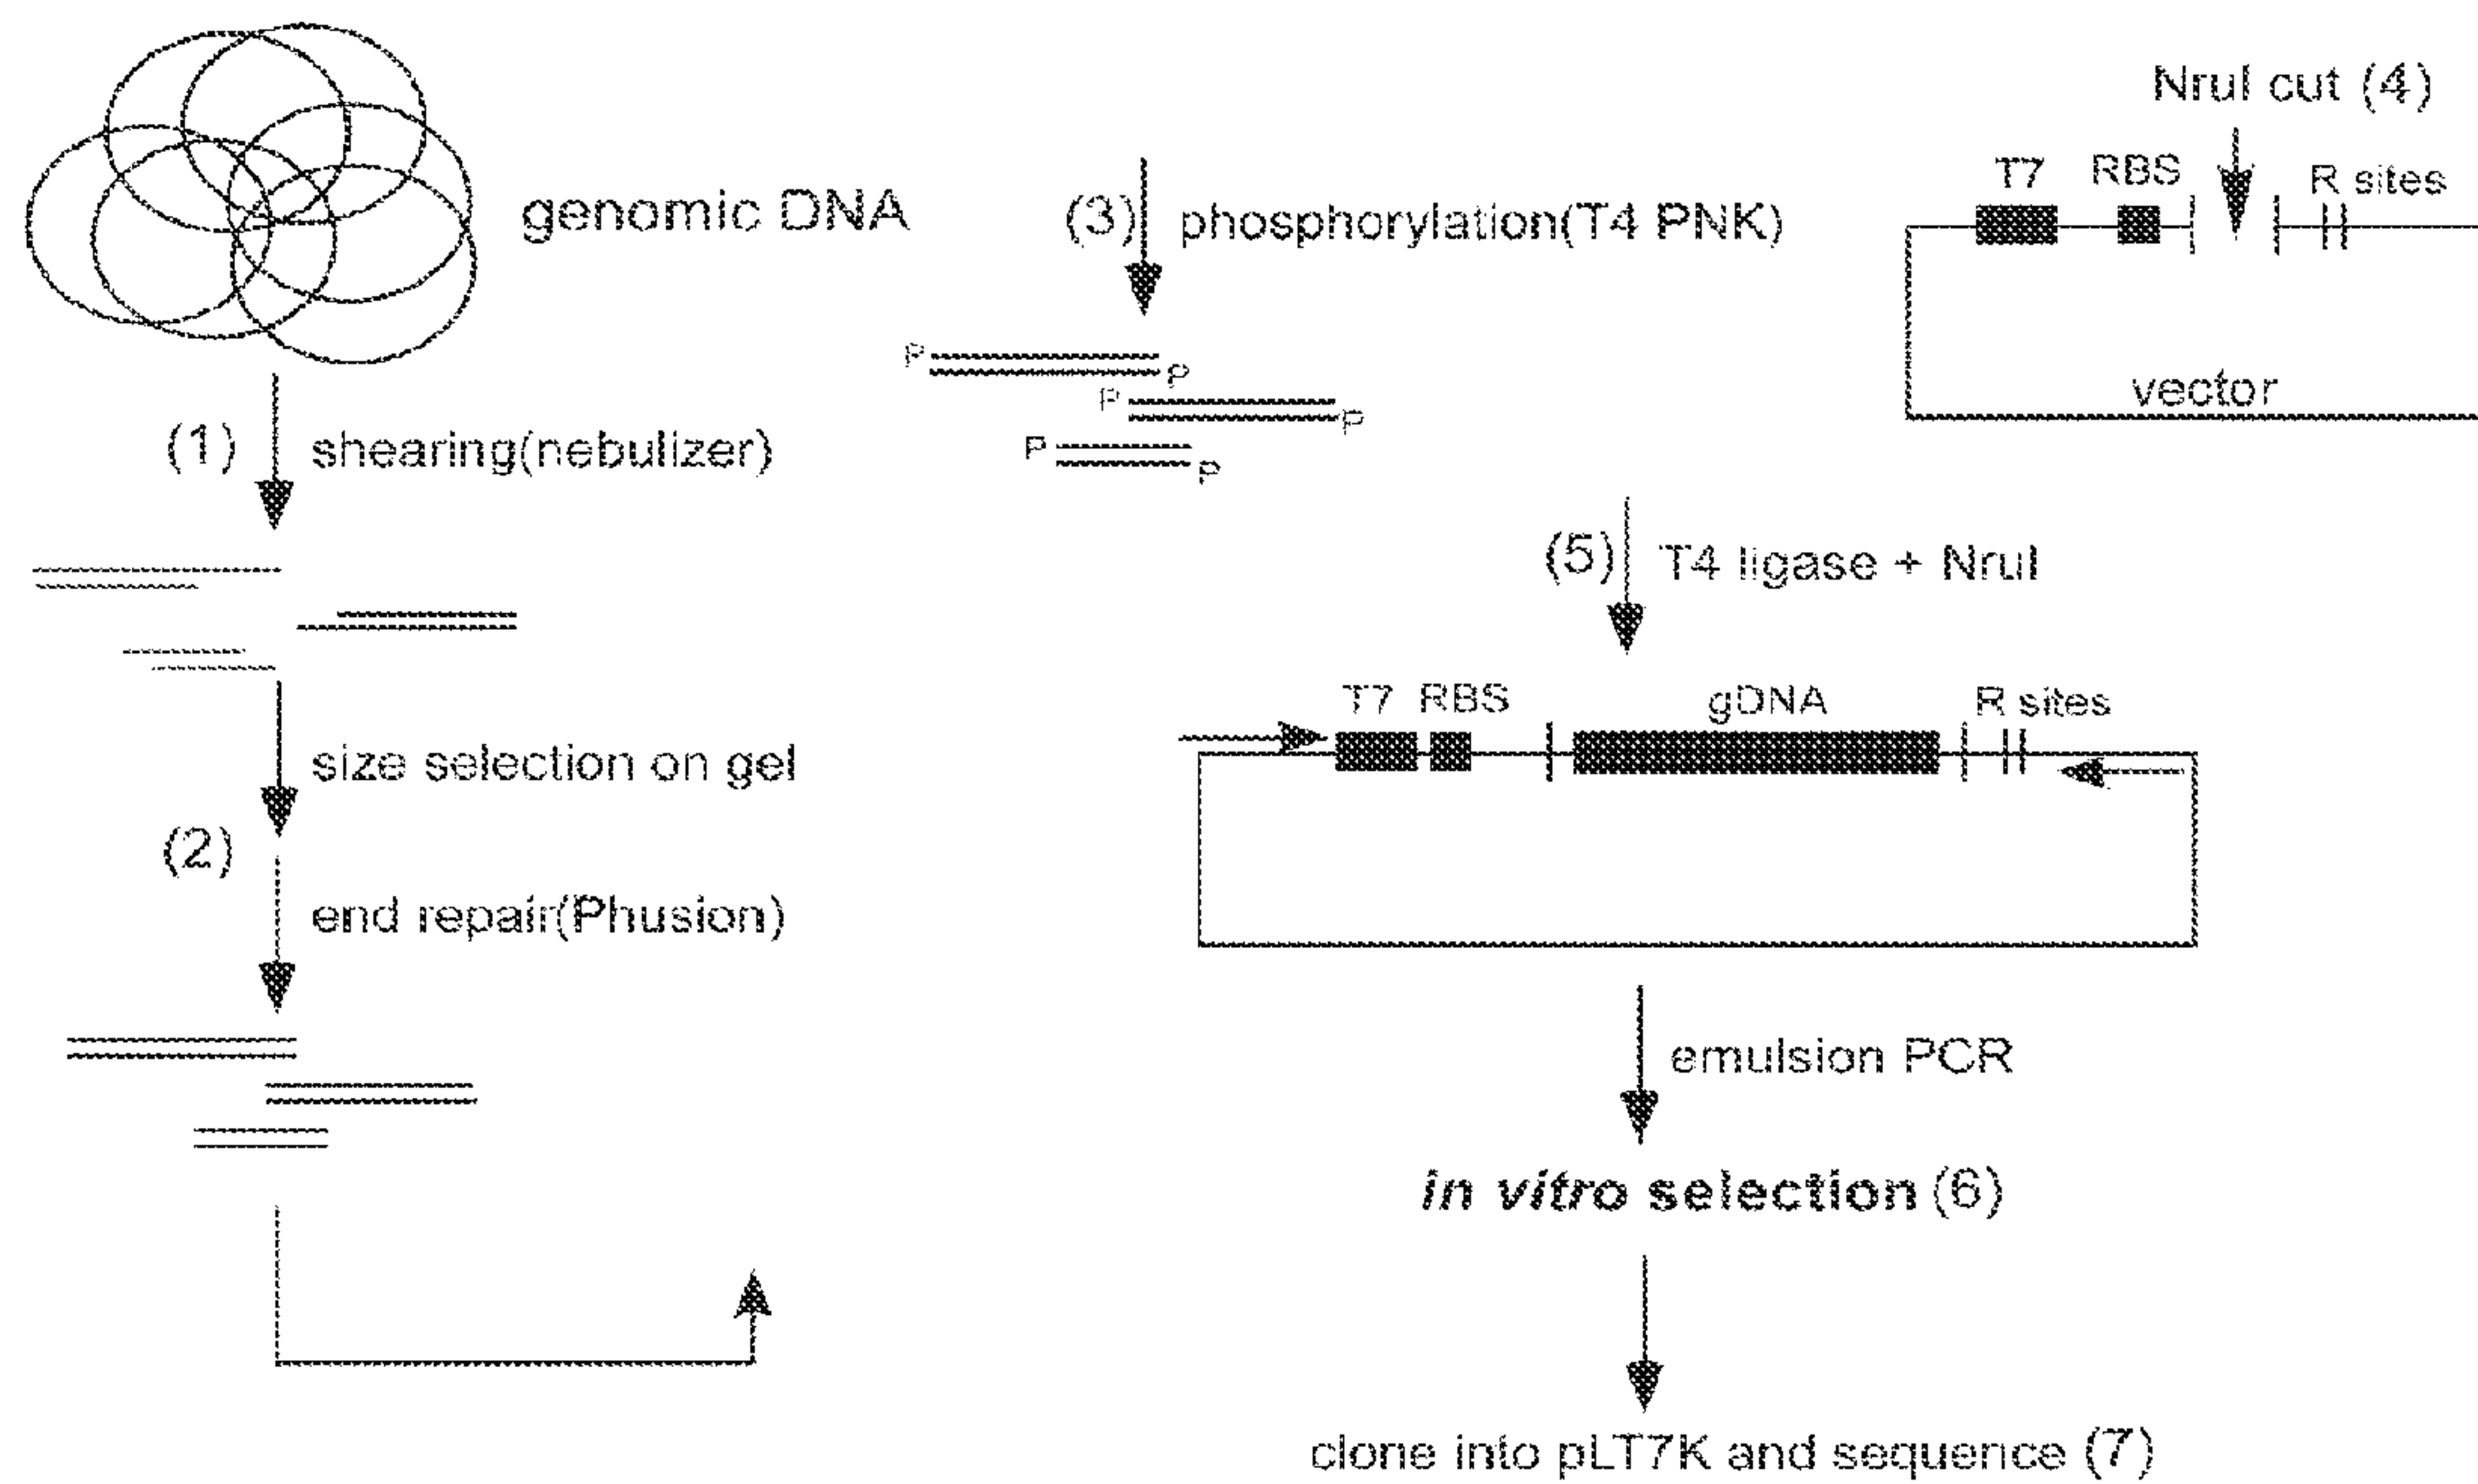 genomic DNA
(1) shearing(nebulizer)
size selection on gel
(2)
end repair(Phusion)
(3) phosphorylation(T4 PNK)
P
P
P
P
P
P
NruI cut (4)
T7 RBS R sites
vector
(5) T4 ligase + NruI
T7 RBS gDNA R sites
emulsion PCR
in vitro selection (6)
clone into pLT7K and sequence (7)